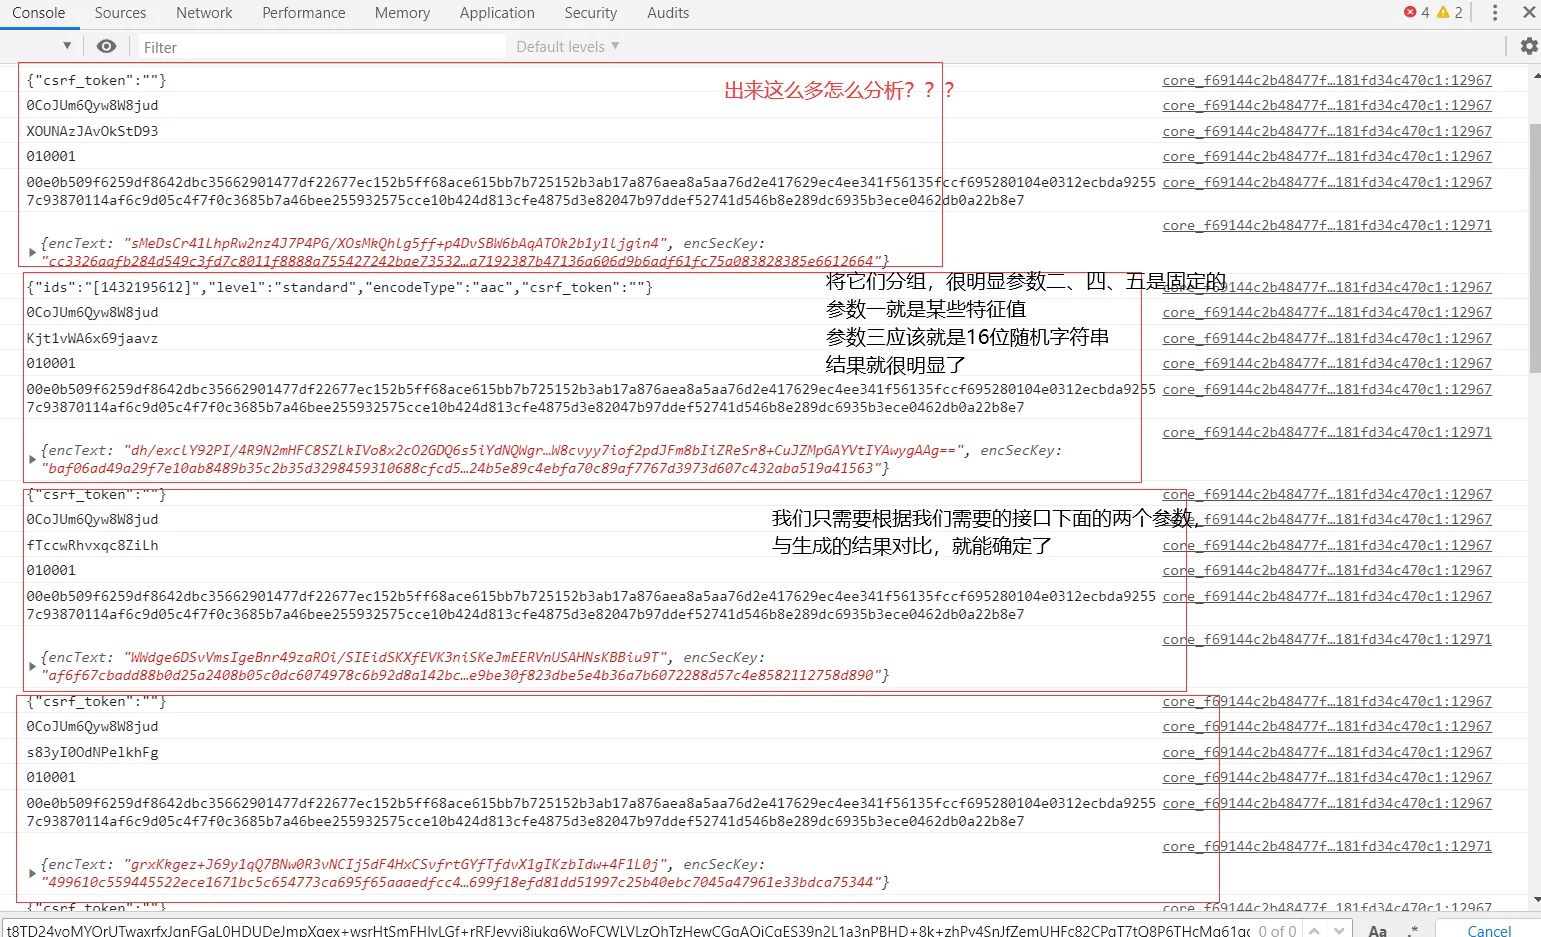 Console Sources Network Performance Memory Application Security Audits 4 2
Filter Default levels
{"csrf_token":""} core_f69144c2b48477f…181fd34c470c1:12967
出来这么多怎么分析？？？
0CoJUm6Qyw8W8jud core_f69144c2b48477f…181fd34c470c1:12967
XOUNAzJAvOkStD93 core_f69144c2b48477f…181fd34c470c1:12967
010001 core_f69144c2b48477f…181fd34c470c1:12967
00e0b509f6259df8642dbc35662901477df22677ec152b5ff68ace615bb7b725152b3ab17a876aea8a5aa76d2e417629ec4ee341f56135fccf695280104e0312ecbda9255 core_f69144c2b48477f…181fd34c470c1:12967
7c93870114af6c9d05c4f7f0c3685b7a46bee255932575cce10b424d813cfe4875d3e82047b97ddef52741d546b8e289dc6935b3ece0462db0a22b8e7
core_f69144c2b48477f…181fd34c470c1:12971
{encText: "sMeDsCr41LhpRw2nz4J7P4PG/XOsMkQhlg5ff+p4DvSBW6bAqATOk2b1y1ljgin4", encSecKey:
"cc3326aafb284d549c3fd7c8011f8888a755427242bae73532…a7192387b47136a606d9b6adf61fc75a083828385e6612664"}
{"ids":"[1432195612]","level":"standard","encodeType":"aac","csrf_token":""} core_f69144c2b48477f…181fd34c470c1:12967
将它们分组，很明显参数二、四、五是固定的
参数一就是某些特征值
参数三应该就是16位随机字符串
结果就很明显了
0CoJUm6Qyw8W8jud core_f69144c2b48477f…181fd34c470c1:12967
Kjt1vWA6x69jaavz core_f69144c2b48477f…181fd34c470c1:12967
010001 core_f69144c2b48477f…181fd34c470c1:12967
00e0b509f6259df8642dbc35662901477df22677ec152b5ff68ace615bb7b725152b3ab17a876aea8a5aa76d2e417629ec4ee341f56135fccf695280104e0312ecbda9255 core_f69144c2b48477f…181fd34c470c1:12967
7c93870114af6c9d05c4f7f0c3685b7a46bee255932575cce10b424d813cfe4875d3e82047b97ddef52741d546b8e289dc6935b3ece0462db0a22b8e7
core_f69144c2b48477f…181fd34c470c1:12971
{encText: "dh/exclY92PI/4R9N2mHFC8SZLkIVo8x2cO2GDQ6s5iYdNQWgr…W8cvyy7iof2pdJFm8bIiZReSr8+CuJZMpGAYVtIYAwygAAg==", encSecKey:
"baf06ad49a29f7e10ab8489b35c2b35d3298459310688cfcd5…24b5e89c4ebfa70c89af7767d3973d607c432aba519a41563"}
{"csrf_token":""} core_f69144c2b48477f…181fd34c470c1:12967
我们只需要根据我们需要的接口下面的两个参数，
与生成的结果对比，就能确定了
0CoJUm6Qyw8W8jud core_f69144c2b48477f…181fd34c470c1:12967
fTccwRhvxqc8ZiLh core_f69144c2b48477f…181fd34c470c1:12967
010001 core_f69144c2b48477f…181fd34c470c1:12967
00e0b509f6259df8642dbc35662901477df22677ec152b5ff68ace615bb7b725152b3ab17a876aea8a5aa76d2e417629ec4ee341f56135fccf695280104e0312ecbda9255 core_f69144c2b48477f…181fd34c470c1:12967
7c93870114af6c9d05c4f7f0c3685b7a46bee255932575cce10b424d813cfe4875d3e82047b97ddef52741d546b8e289dc6935b3ece0462db0a22b8e7
core_f69144c2b48477f…181fd34c470c1:12971
{encText: "WWdge6DSvVmsIgeBnr49zaROi/SIEidSKXfEVK3niSKeJmEERVnUSAHNsKBBiu9T", encSecKey:
"af6f67cbadd88b0d25a2408b05c0dc6074978c6b92d8a142bc…e9be30f823dbe5e4b36a7b6072288d57c4e8582112758d890"}
{"csrf_token":""} core_f69144c2b48477f…181fd34c470c1:12967
0CoJUm6Qyw8W8jud core_f69144c2b48477f…181fd34c470c1:12967
s83yI0OdNPelkhFg core_f69144c2b48477f…181fd34c470c1:12967
010001 core_f69144c2b48477f…181fd34c470c1:12967
00e0b509f6259df8642dbc35662901477df22677ec152b5ff68ace615bb7b725152b3ab17a876aea8a5aa76d2e417629ec4ee341f56135fccf695280104e0312ecbda9255 core_f69144c2b48477f…181fd34c470c1:12967
7c93870114af6c9d05c4f7f0c3685b7a46bee255932575cce10b424d813cfe4875d3e82047b97ddef52741d546b8e289dc6935b3ece0462db0a22b8e7
core_f69144c2b48477f…181fd34c470c1:12971
{encText: "grxKkgez+J69y1qQ7BNw0R3vNCIj5dF4HxCSvfrtGYfTfdvX1gIKzbIdw+4F1L0j", encSecKey:
"499610c559445522ece1671bc5c654773ca695f65aaaedfcc4…699f18efd81dd51997c25b40ebc7045a47961e33bdca75344"}
{"csrf_token":""} core_f69144c2b48477f…181fd34c470c1:12967
0 of 0 Aa .* Cancel